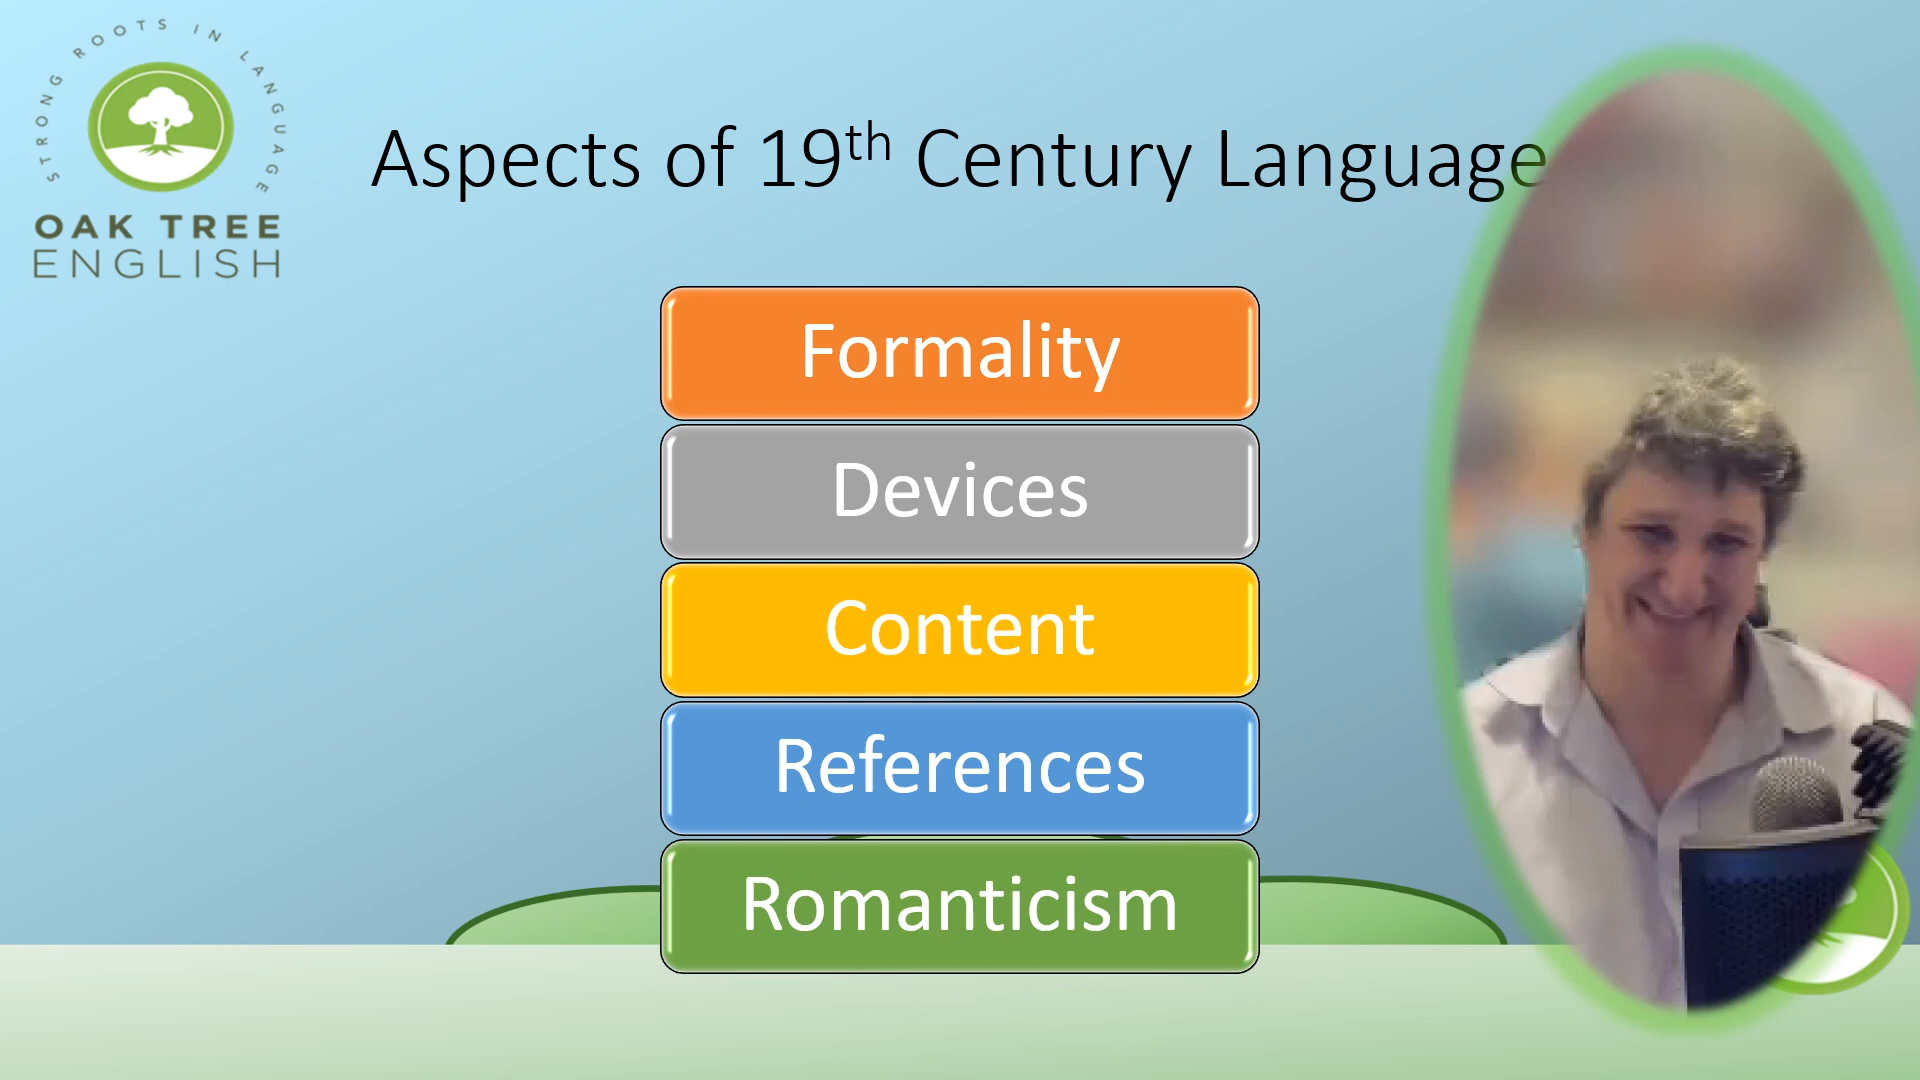 STRONG ROOTS IN LANGUAGE
OAK TREE
ENGLISH
Aspects of 19th Century Language
Formality
Devices
Content
References
Romanticism